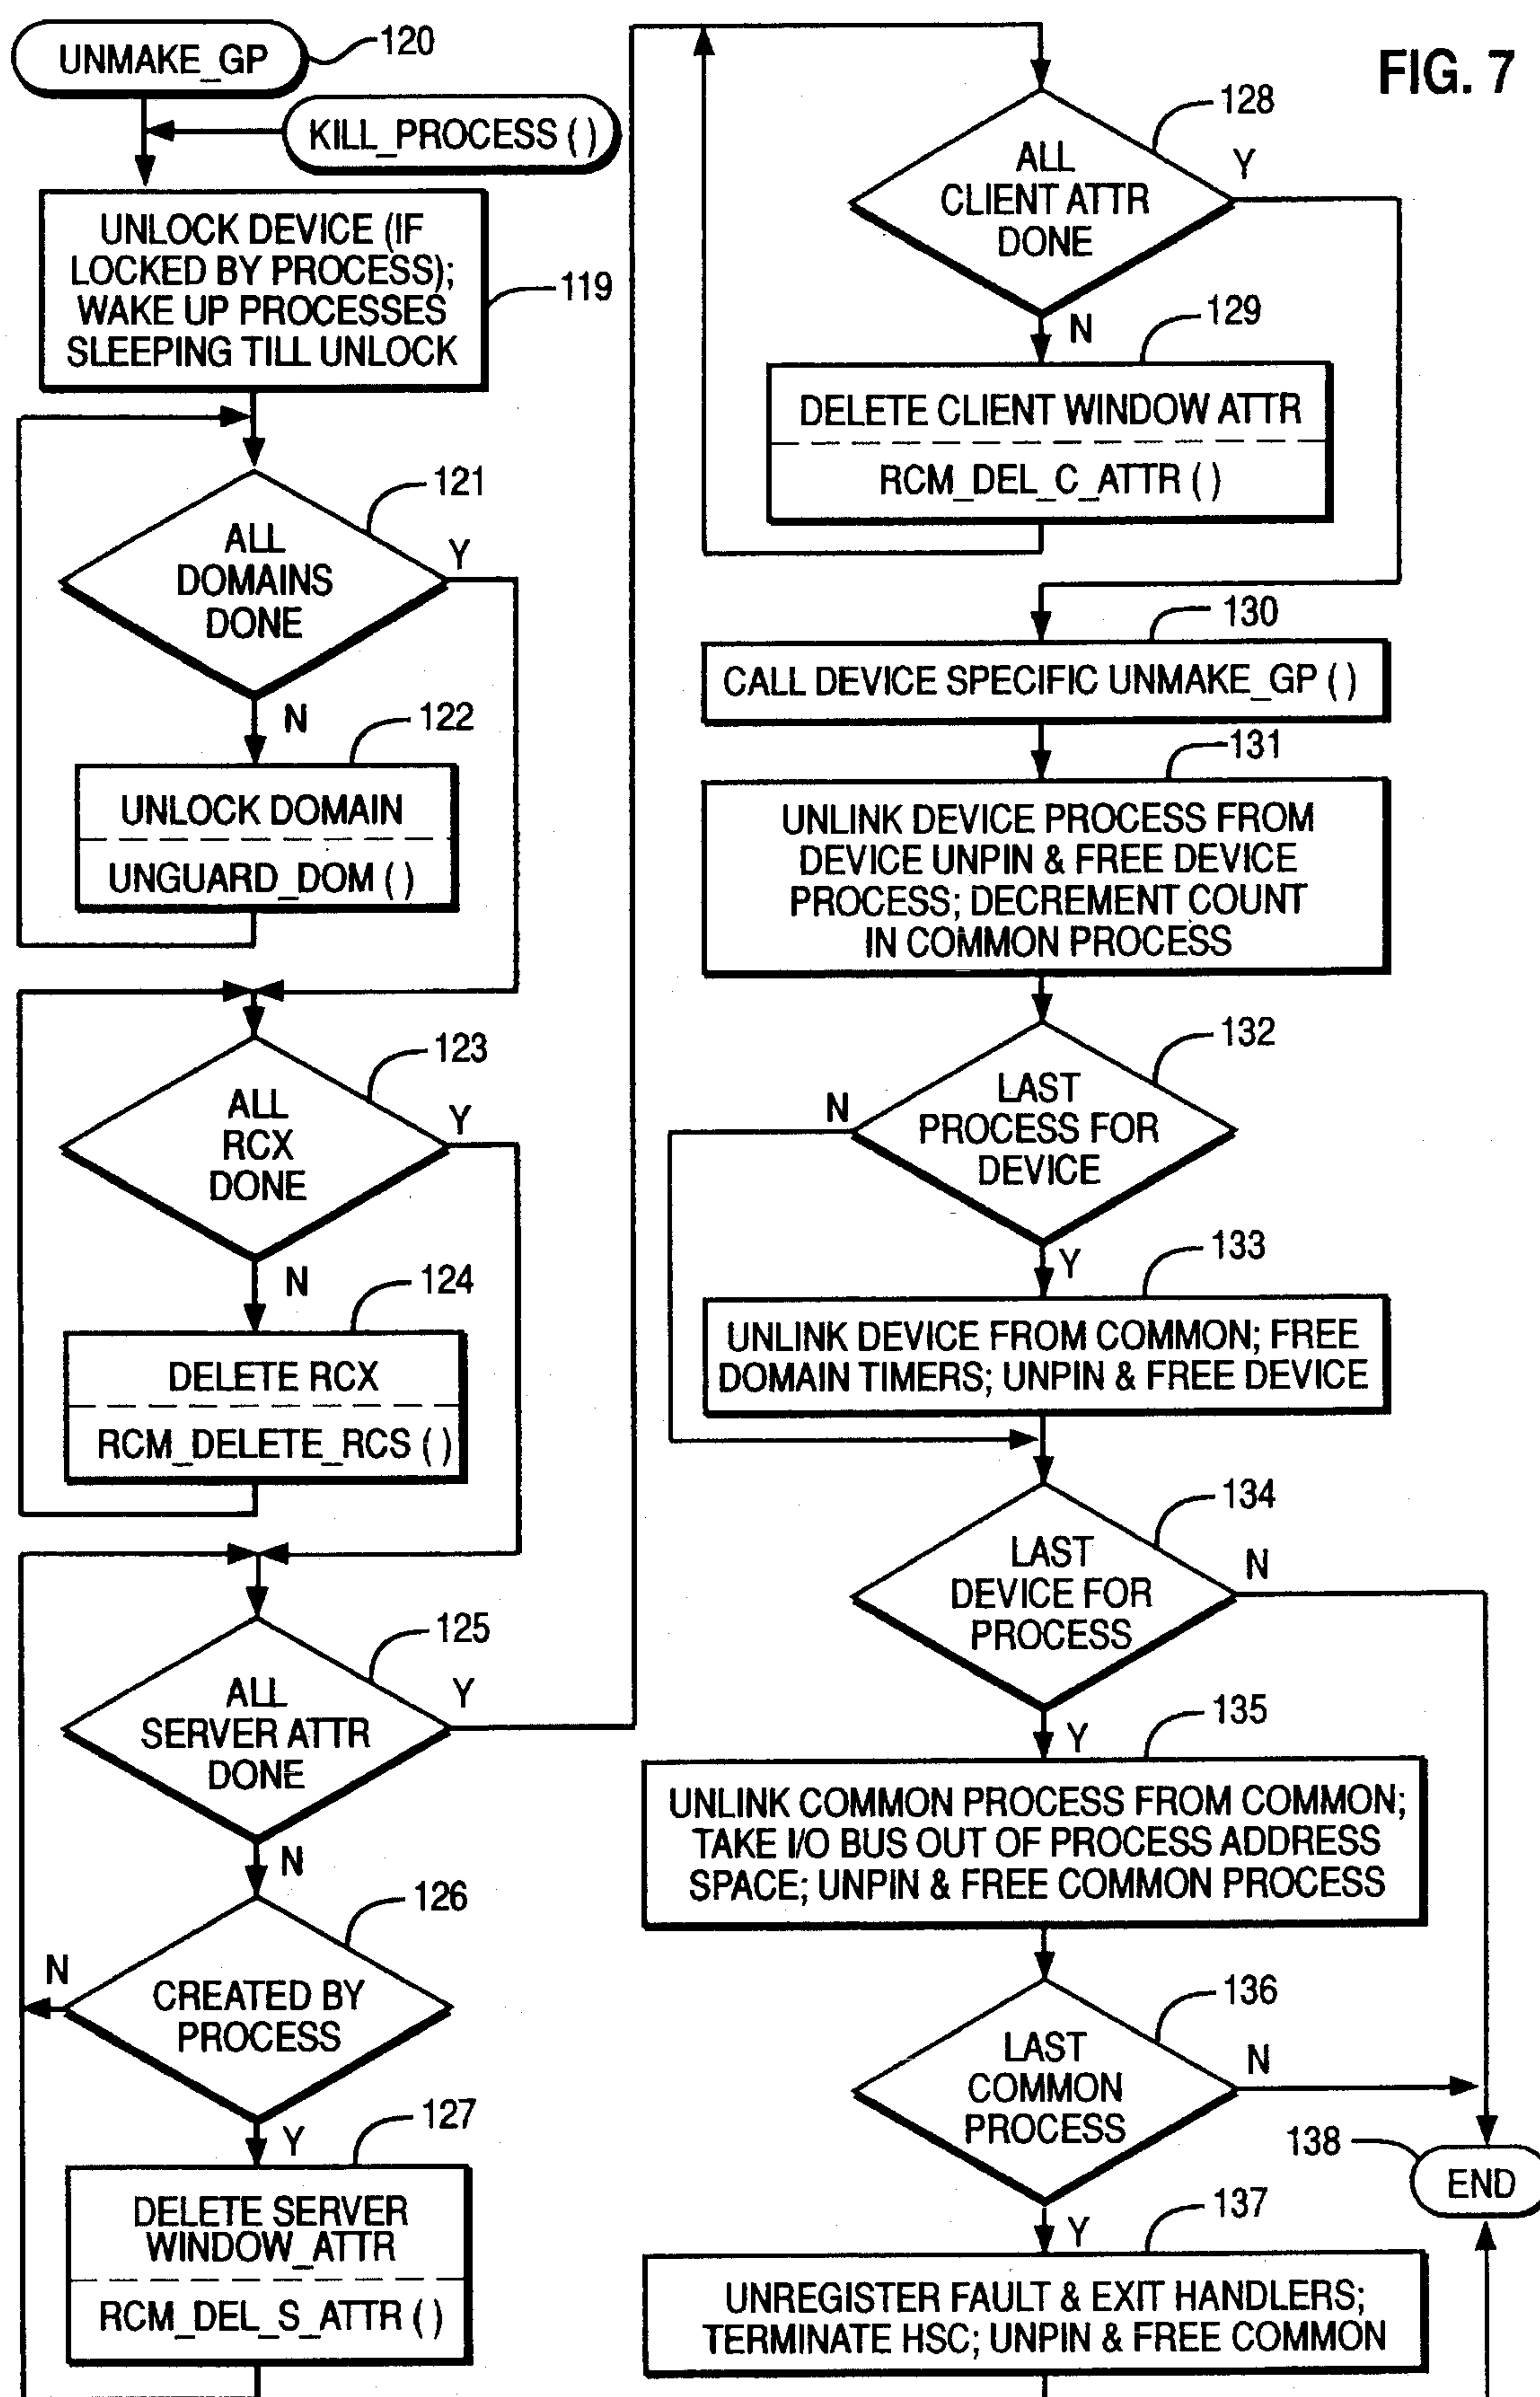 FIG. 7
UNMAKE_GP
120
KILL_PROCESS ( )
UNLOCK DEVICE (IF
LOCKED BY PROCESS);
WAKE UP PROCESSES
SLEEPING TILL UNLOCK
119
121
ALL
DOMAINS
DONE
Y
N
122
UNLOCK DOMAIN
UNGUARD_DOM ( )
123
ALL
RCX
DONE
Y
N
124
DELETE RCX
RCM_DELETE_RCS ( )
125
ALL
SERVER ATTR
DONE
Y
N
126
CREATED BY
PROCESS
N
Y
127
DELETE SERVER
WINDOW_ATTR
RCM_DEL_S_ATTR ( )
128
ALL
CLIENT ATTR
DONE
Y
N
129
DELETE CLIENT WINDOW ATTR
RCM_DEL_C_ATTR ( )
130
CALL DEVICE SPECIFIC UNMAKE_GP ( )
131
UNLINK DEVICE PROCESS FROM
DEVICE UNPIN & FREE DEVICE
PROCESS; DECREMENT COUNT
IN COMMON PROCESS
132
LAST
PROCESS FOR
DEVICE
N
Y
133
UNLINK DEVICE FROM COMMON; FREE
DOMAIN TIMERS; UNPIN & FREE DEVICE
134
LAST
DEVICE FOR
PROCESS
N
Y
135
UNLINK COMMON PROCESS FROM COMMON;
TAKE I/O BUS OUT OF PROCESS ADDRESS
SPACE; UNPIN & FREE COMMON PROCESS
136
LAST
COMMON
PROCESS
N
Y
137
UNREGISTER FAULT & EXIT HANDLERS;
TERMINATE HSC; UNPIN & FREE COMMON
138
END